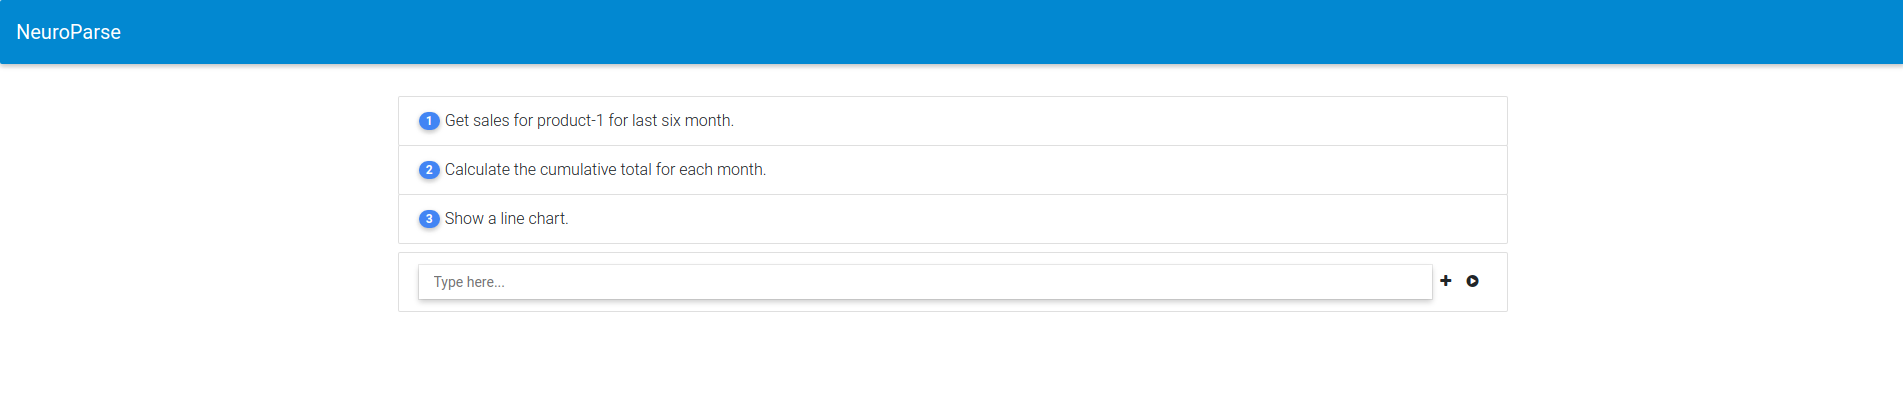 NeuroParse
1 Get sales for product-1 for last six month.
2 Calculate the cumulative total for each month.
3 Show a line chart.
Type here...